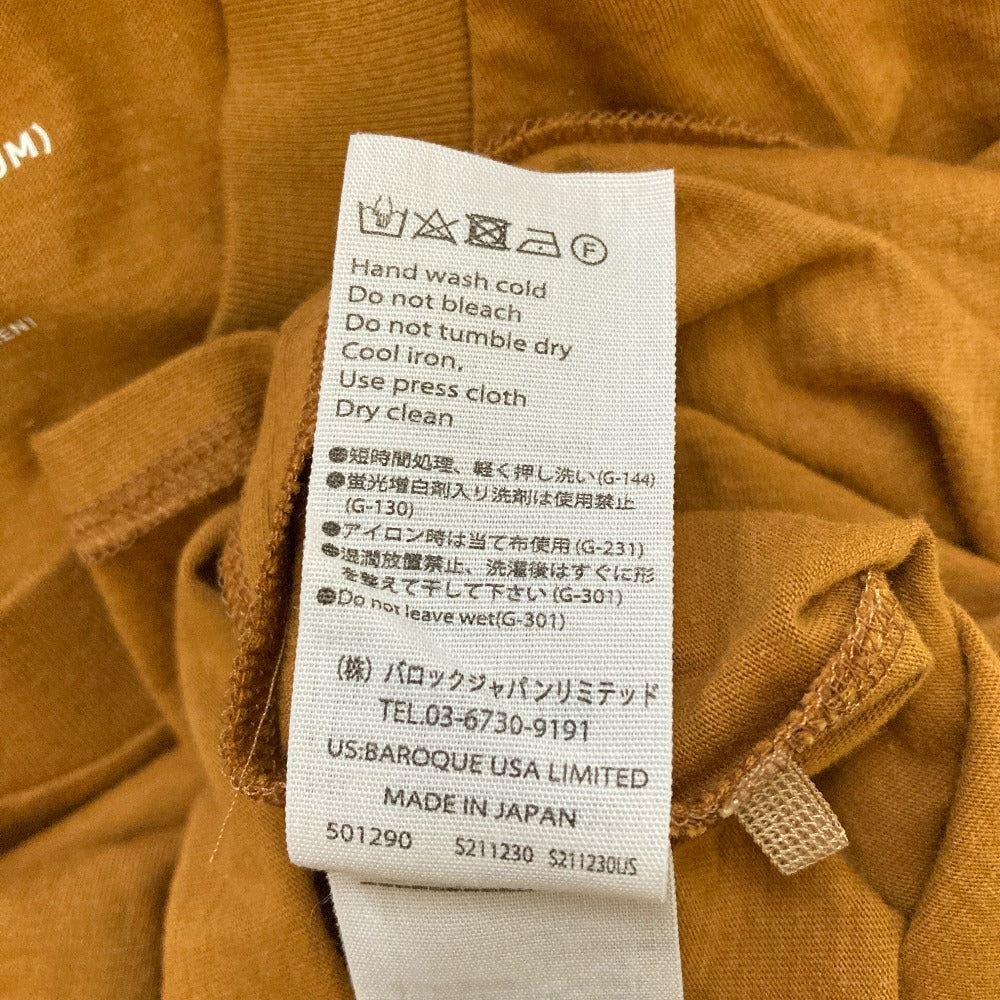 UM)
EN)
F
Hand wash cold
Do not bleach
Do not tumble dry
Cool iron,
Use press cloth
Dry clean
●短時間処理、軽く押し洗い(G-144)
●蛍光増白剤入り洗剤は使用禁止
(G-130)
●アイロン時は当て布使用(G-231)
●湿潤放置禁止、洗濯後はすぐに形
を整えて干して下さい(G-301)
●Do not leave wet(G-301)
(株) バロックジャパンリミテッド
TEL.03-6730-9191
US:BAROQUE USA LIMITED
MADE IN JAPAN
501290 S211230 S211230US